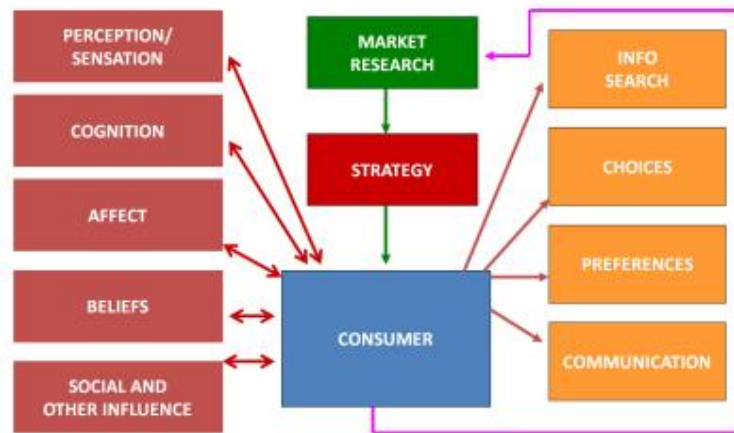 PERCEPTION/
SENSATION
COGNITION
AFFECT
BELIEFS
SOCIAL AND
OTHER INFLUENCE
MARKET
RESEARCH
STRATEGY
CONSUMER
INFO
SEARCH
CHOICES
PREFERENCES
COMMUNICATION